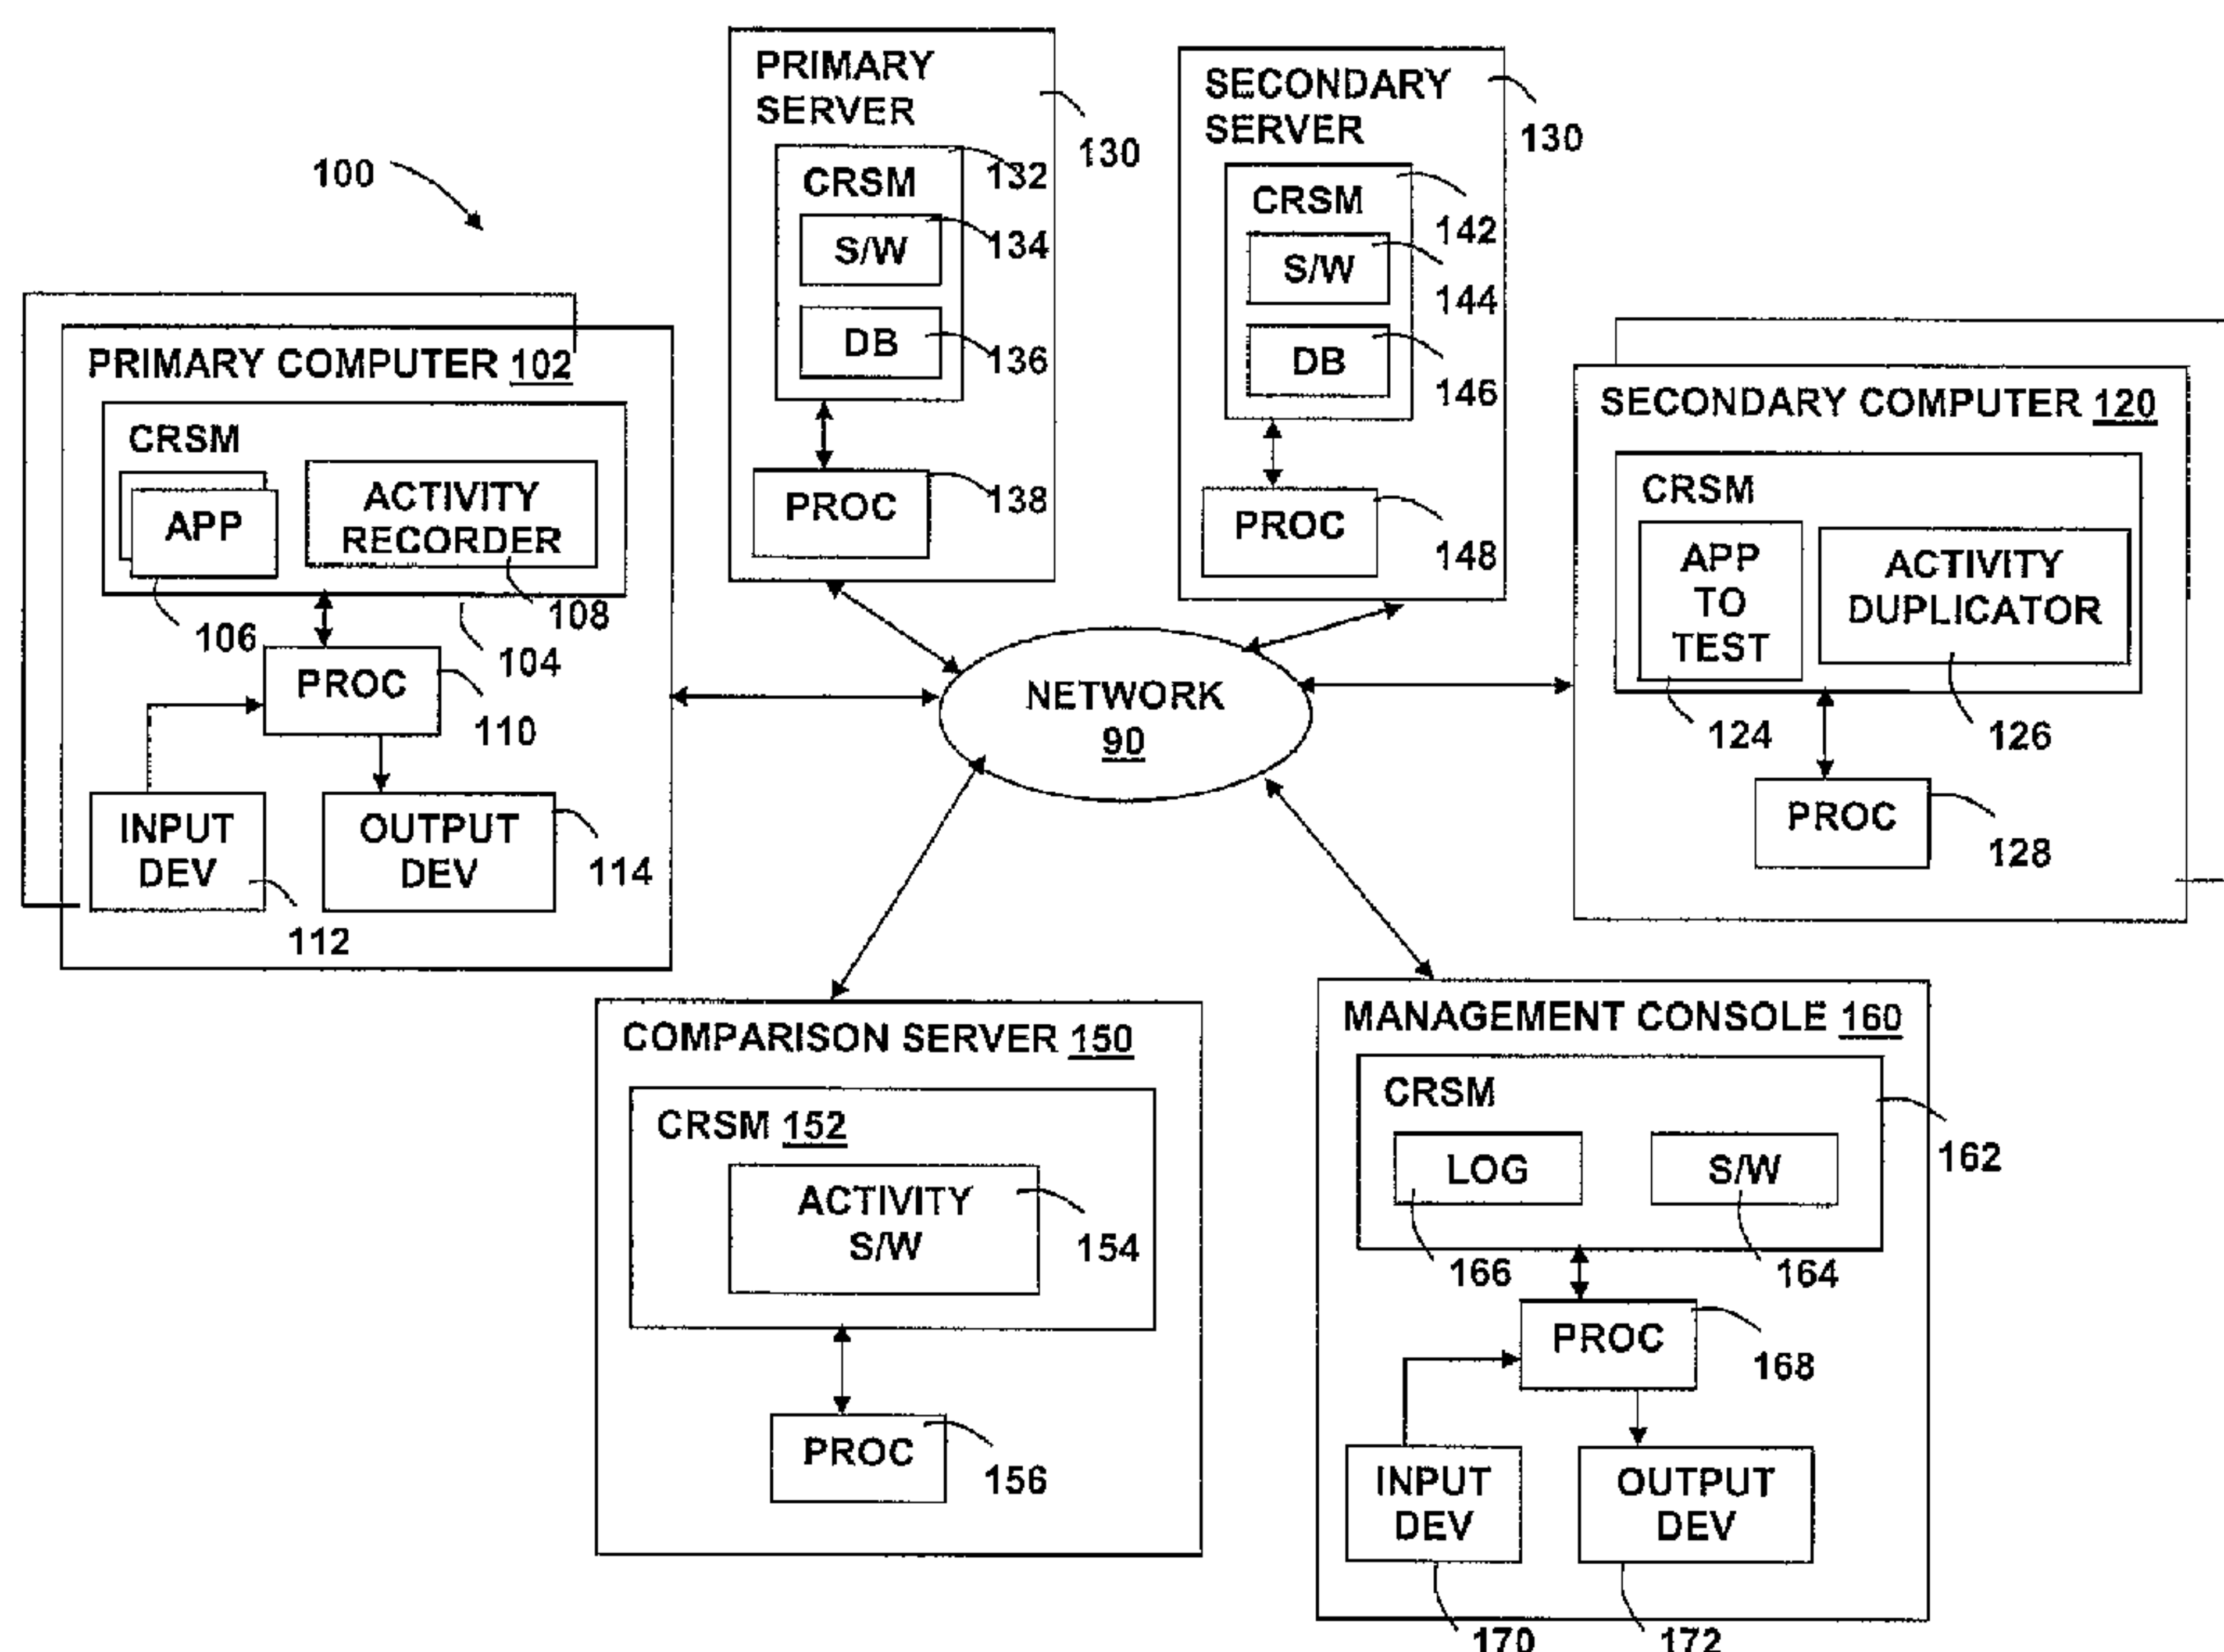 100
PRIMARY
SERVER
130
CRSM
132
S/W
134
DB
136
PROC
138
SECONDARY
SERVER
130
CRSM
142
S/W
144
DB
146
PROC
148
PRIMARY COMPUTER 102
CRSM
APP
ACTIVITY
RECORDER
106
108
104
PROC
110
INPUT
DEV
112
OUTPUT
DEV
114
NETWORK
90
SECONDARY COMPUTER 120
CRSM
APP
TO
TEST
ACTIVITY
DUPLICATOR
124
126
PROC
128
COMPARISON SERVER 150
CRSM 152
ACTIVITY
S/W
154
PROC
156
MANAGEMENT CONSOLE 160
CRSM
162
LOG
S/W
166
164
PROC
168
INPUT
DEV
OUTPUT
DEV
170
172